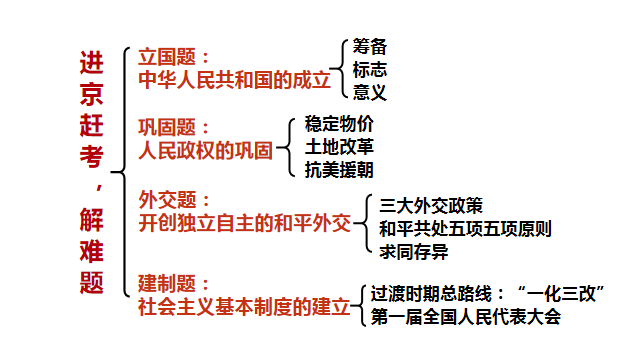 进京赶考，解难题
立国题：
中华人民共和国的成立
筹备
标志
意义
巩固题：
人民政权的巩固
稳定物价
土地改革
抗美援朝
外交题：
开创独立自主的和平外交
三大外交政策
和平共处五项五项原则
求同存异
建制题：
社会主义基本制度的建立
过渡时期总路线：“一化三改”
第一届全国人民代表大会